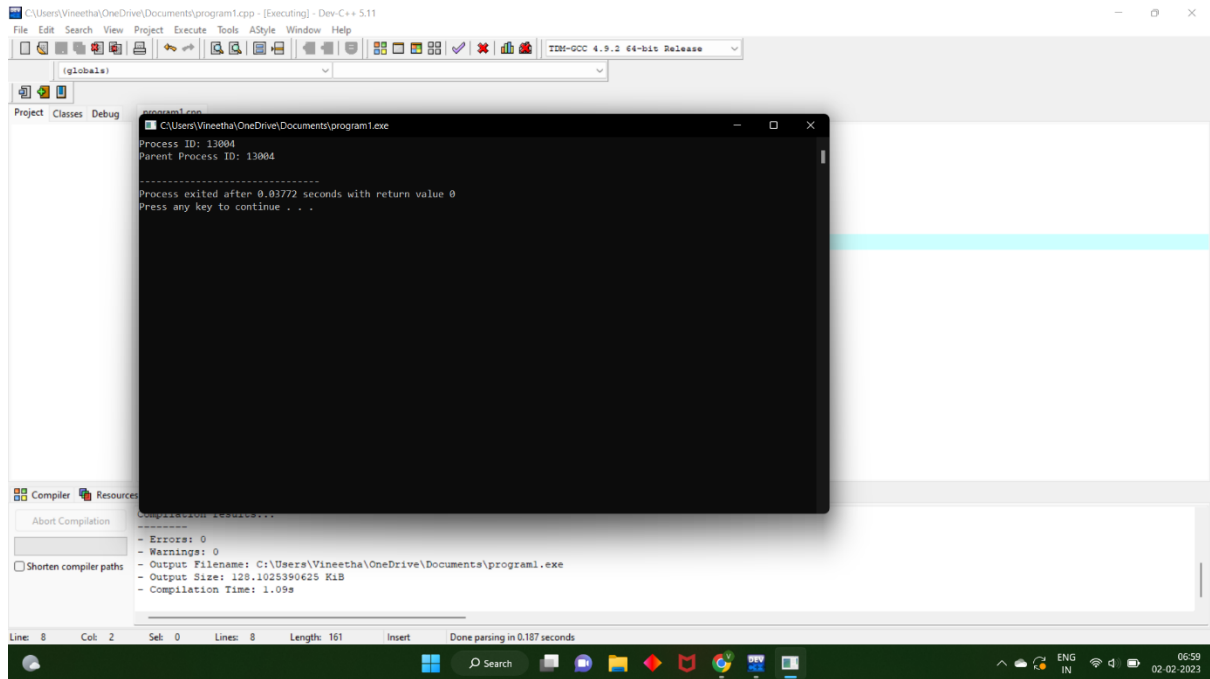 C:\Users\Vineetha\OneDrive\Documents\program1.cpp - [Executing] - Dev-C++ 5.11
File Edit Search View Project Execute Tools AStyle Window Help
TDM-GCC 4.9.2 64-bit Release
(globals)
Project Classes Debug program1.cpp
C:\Users\Vineetha\OneDrive\Documents\program1.exe
Process ID: 13004
Parent Process ID: 13004
--------------------------------
Process exited after 0.03772 seconds with return value 0
Press any key to continue . . .
Compiler Resources
Abort Compilation
Shorten compiler paths
Compilation results...
--------
- Errors: 0
- Warnings: 0
- Output Filename: C:\Users\Vineetha\OneDrive\Documents\program1.exe
- Output Size: 128.1025390625 KiB
- Compilation Time: 1.09s
Line: 8 Col: 2 Sel: 0 Lines: 8 Length: 161 Insert Done parsing in 0.187 seconds
Search
DEV
V
ENG
IN
06:59
02-02-2023